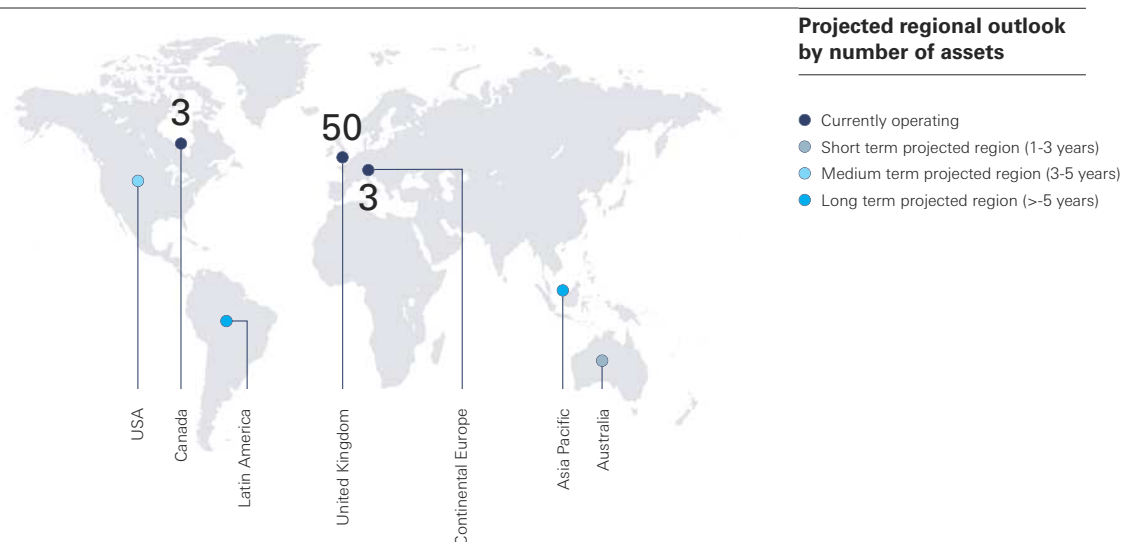 Projected regional outlook
by number of assets
Currently operating
Short term projected region (1-3 years)
Medium term projected region (3-5 years)
Long term projected region (>-5 years)
3
50
3
USA
Canada
Latin America
United Kingdom
Continental Europe
Asia Pacific
Australia